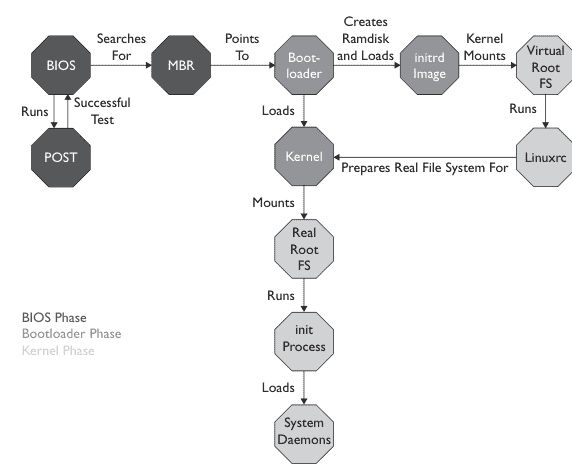 Searches
For
Points
To
Creates
Ramdisk
and Loads
Kernel
Mounts
BIOS
MBR
Boot-
loader
initrd
Image
Virtual
Root
FS
Runs
Successful
Test
Loads
Runs
POST
Kernel
Prepares Real File System For
Linuxrc
Mounts
Real
Root
FS
Runs
BIOS Phase
Bootloader Phase
Kernel Phase
init
Process
Loads
System
Daemons